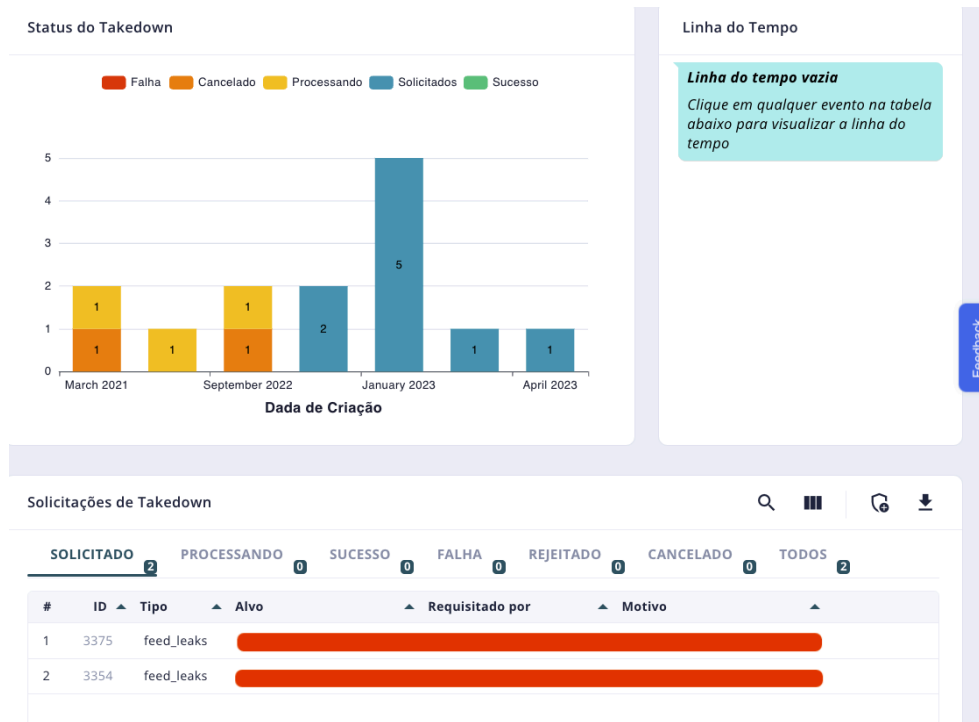 Status do Takedown
Falha Cancelado Processando Solicitados Sucesso
5
4
3
2
1
0
1
1
1
1
1
2
5
1
1
March 2021 September 2022 January 2023 April 2023
Dada de Criação
Linha do Tempo
Linha do tempo vazia
Clique em qualquer evento na tabela
abaixo para visualizar a linha do
tempo
Feedback
Solicitações de Takedown
SOLICITADO 2 PROCESSANDO 0 SUCESSO 0 FALHA 0 REJEITADO 0 CANCELADO 0 TODOS 2
# ID Tipo Alvo Requisitado por Motivo
1 3375 feed_leaks
2 3354 feed_leaks